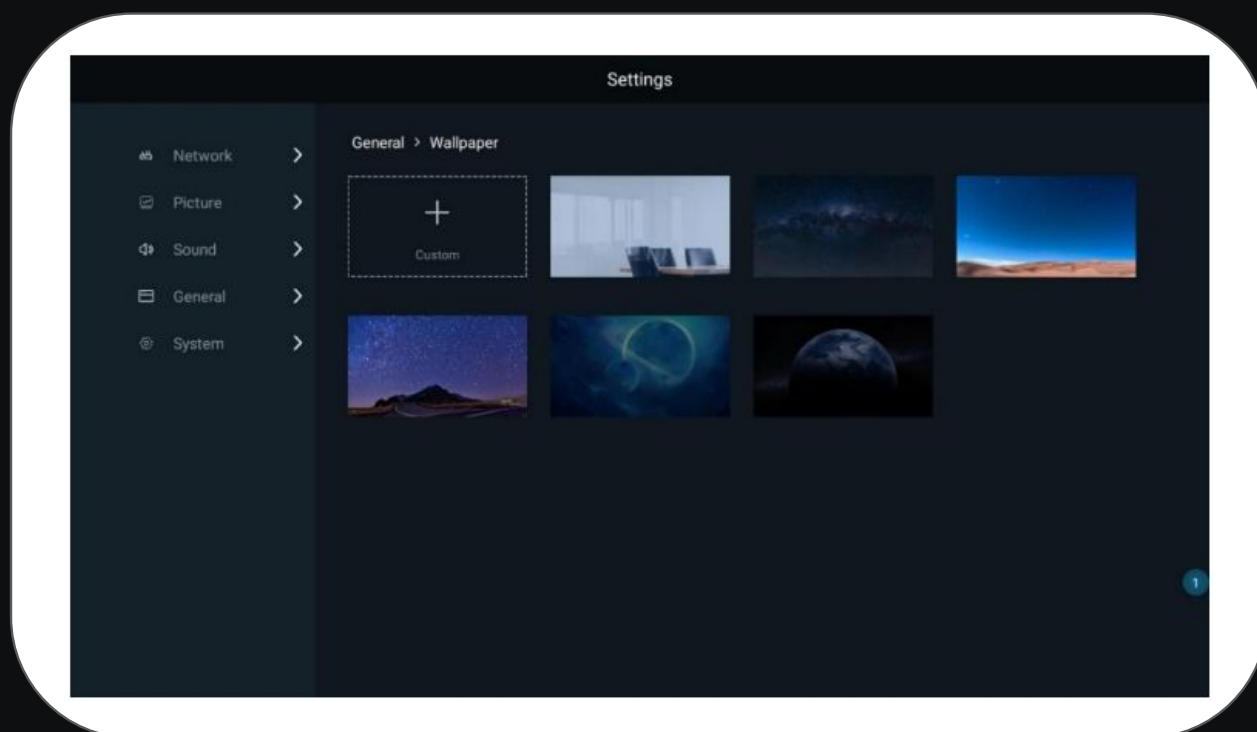 Settings
Network
Picture
Sound
General
System
General > Wallpaper
Custom
1